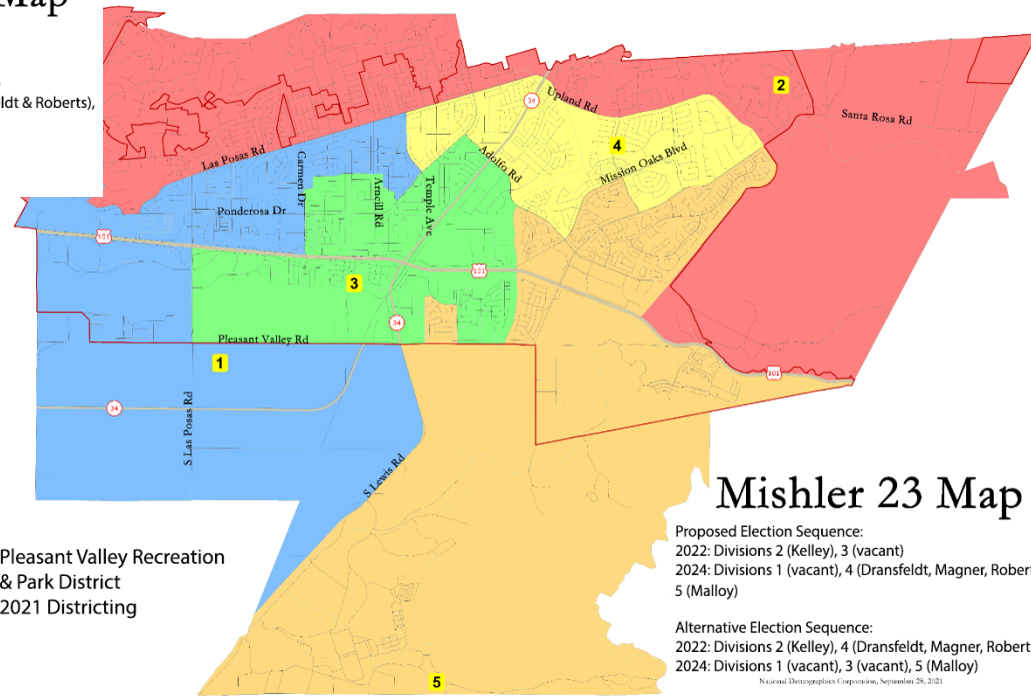 Map
ldt & Roberts),
2
34
Upland Rd
Santa Rosa Rd
4
Las Posas Rd
Mission Oaks Blvd
Adolfo Rd
Carmen Dr
Arneill Rd
Temple Ave
Ponderosa Dr
101
101
3
34
Pleasant Valley Rd
1
101
34
S Las Posas Rd
S Lewis Rd
Mishler 23 Map
Proposed Election Sequence:
2022: Divisions 2 (Kelley), 3 (vacant)
2024: Divisions 1 (vacant), 4 (Dransfeldt, Magner, Robert
5 (Malloy)
Alternative Election Sequence:
2022: Divisions 2 (Kelley), 4 (Dransfeldt, Magner, Robert
2024: Divisions 1 (vacant), 3 (vacant), 5 (Malloy)
National Demographics Corporation, September 28, 2021
Pleasant Valley Recreation
& Park District
2021 Districting
5